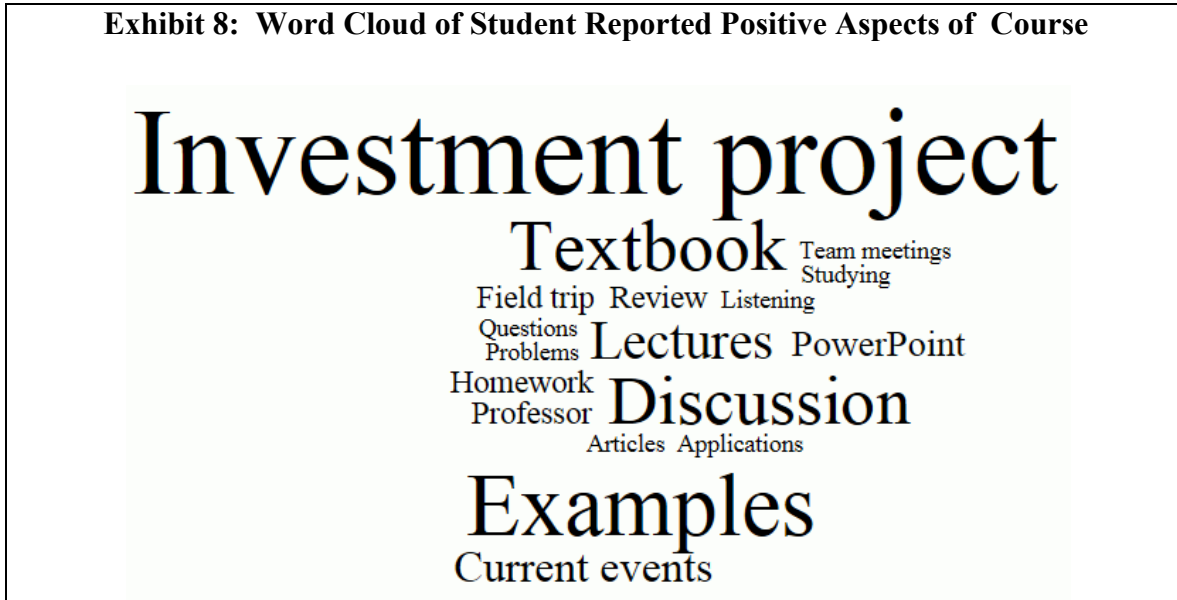 Exhibit 8: Word Cloud of Student Reported Positive Aspects of Course
Investment project
Textbook
Team meetings
Studying
Field trip Review Listening
Questions
Problems
Lectures PowerPoint
Homework
Professor
Discussion
Articles Applications
Examples
Current events